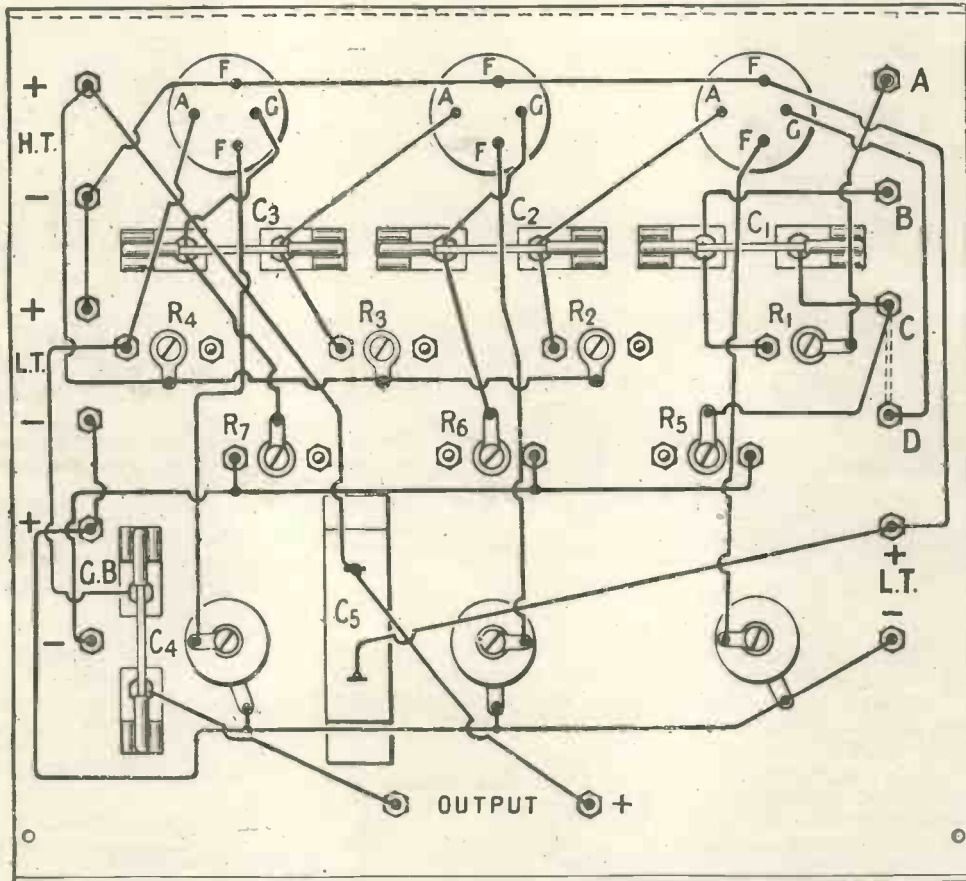 +
H.T.
-
+
L.T.
-
+
G.B
-
F
A
G
F
F
A
G
F
F
A
G
F
A
B
C
D
C3
C2
C1
R4
R3
R2
R1
R7
R6
R5
C4
C5
+
L.T.
-
OUTPUT +